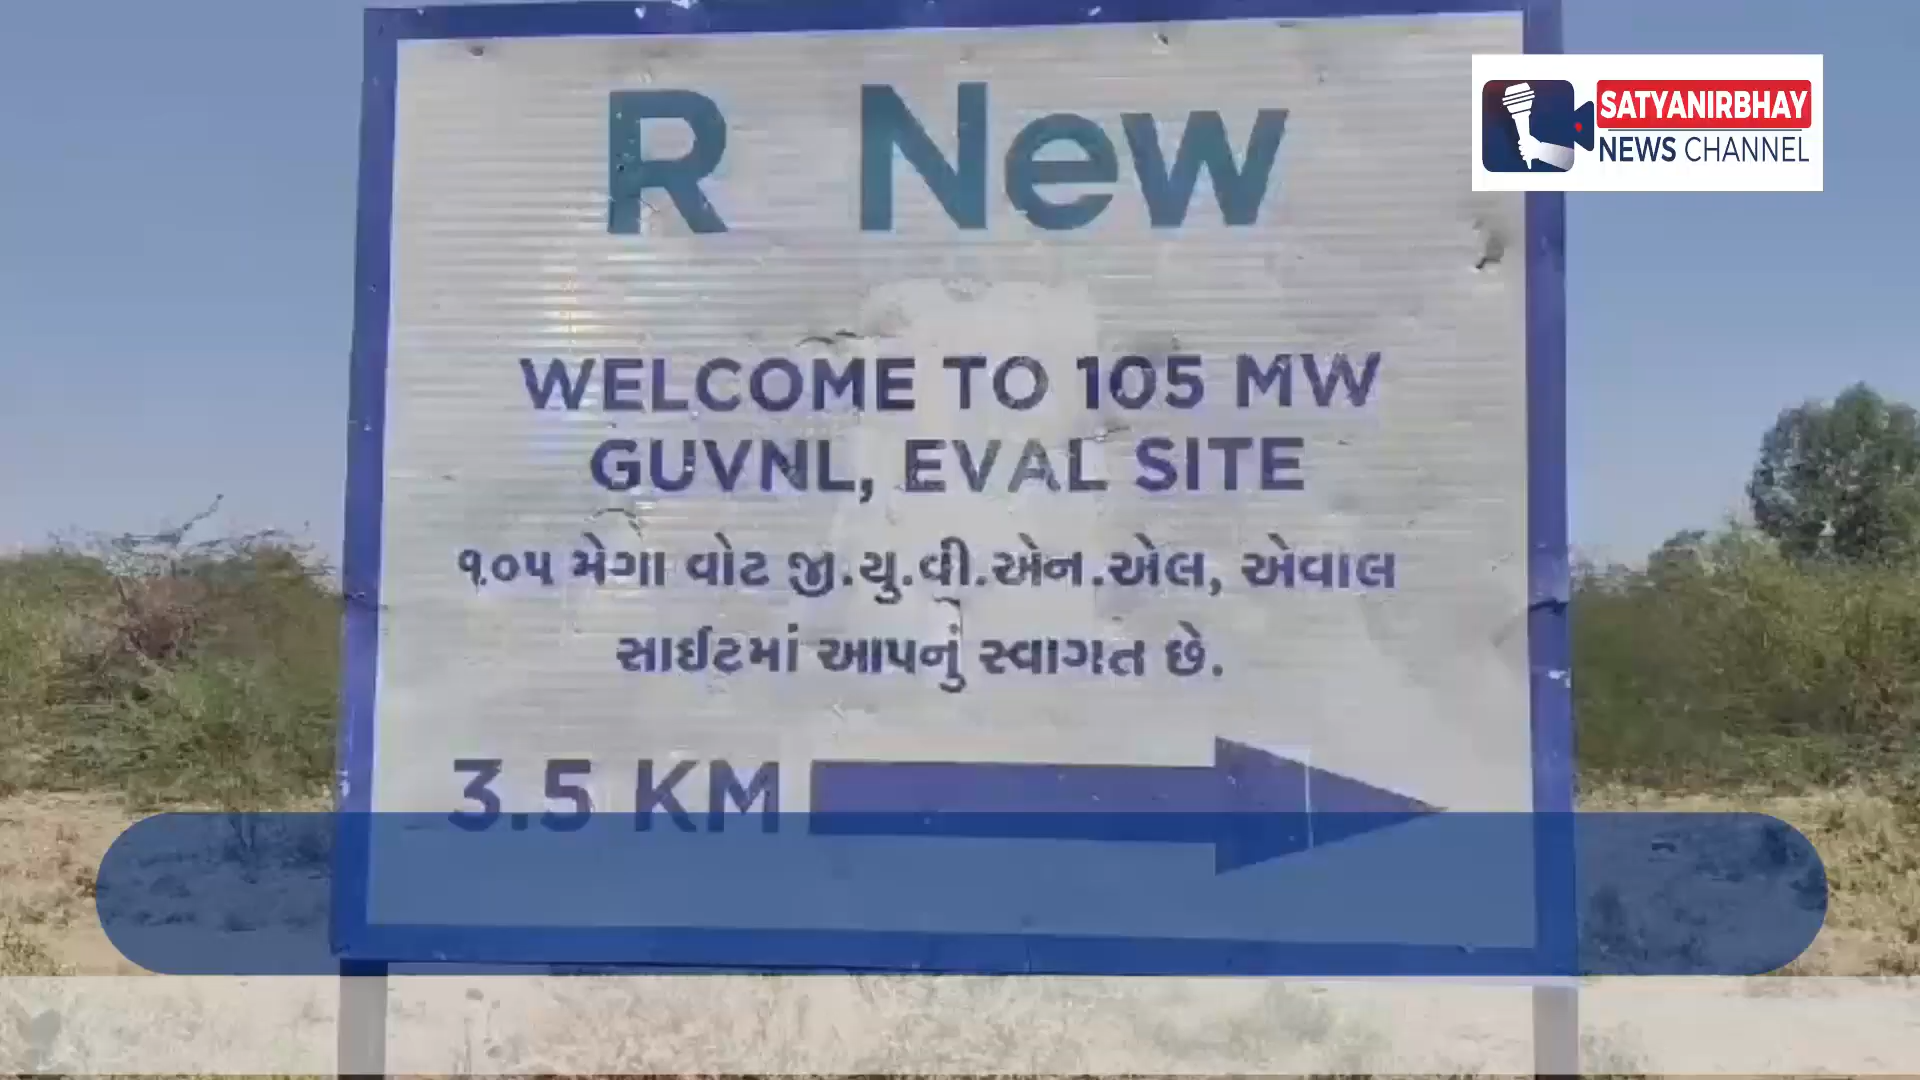 R New
SATYANIRBHAY
NEWS CHANNEL
WELCOME TO 105 MW
GUVNL, EVAL SITE
૧૦૫ મેગા વોટ જી.યુ.વી.એન.એલ, એવાલ
સાઈટમાં આપનું સ્વાગત છે.
3.5 KM